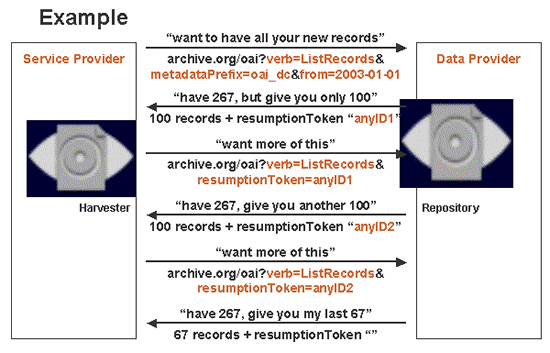 Example
Service Provider
Data Provider
“want to have all your new records”
archive.org/oai?verb=ListRecords&
metadataPrefix=oai_dc&from=2003-01-01
“have 267, but give you only 100”
100 records + resumptionToken “anyID1”
“want more of this”
archive.org/oai?verb=ListRecords&
resumptionToken=anyID1
Harvester
Repository
“have 267, give you another 100”
100 records + resumptionToken “anyID2”
“want more of this”
archive.org/oai?verb=ListRecords&
resumptionToken=anyID2
“have 267, give you my last 67”
67 records + resumptionToken “”